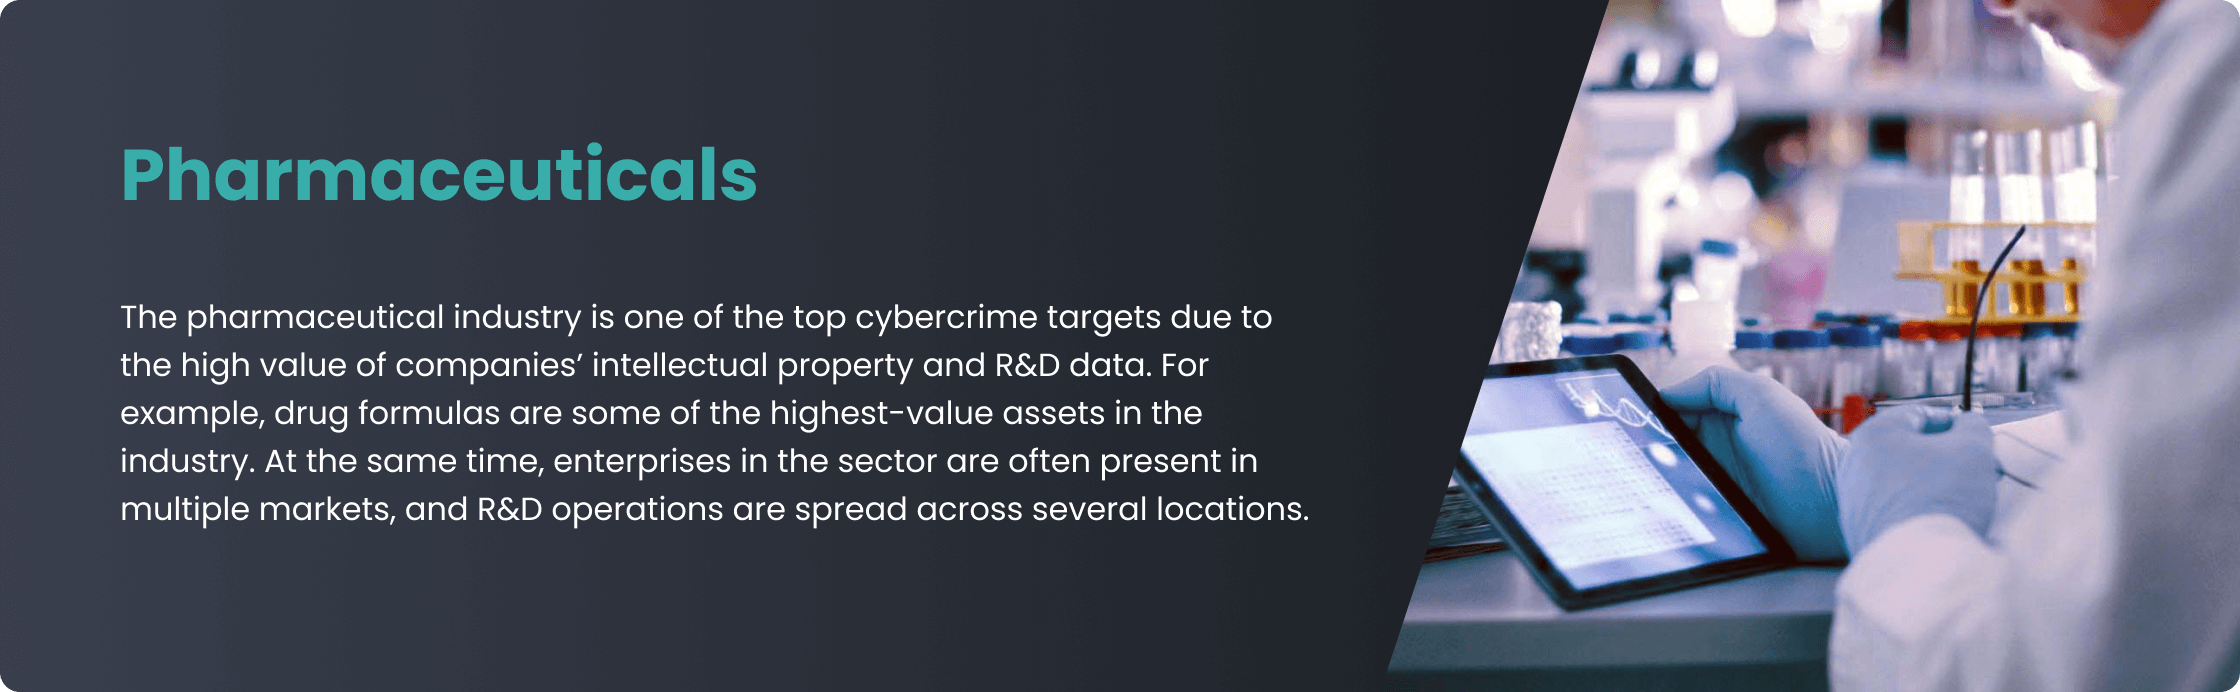 Pharmaceuticals
The pharmaceutical industry is one of the top cybercrime targets due to
the high value of companies’ intellectual property and R&D data. For
example, drug formulas are some of the highest-value assets in the
industry. At the same time, enterprises in the sector are often present in
multiple markets, and R&D operations are spread across several locations.